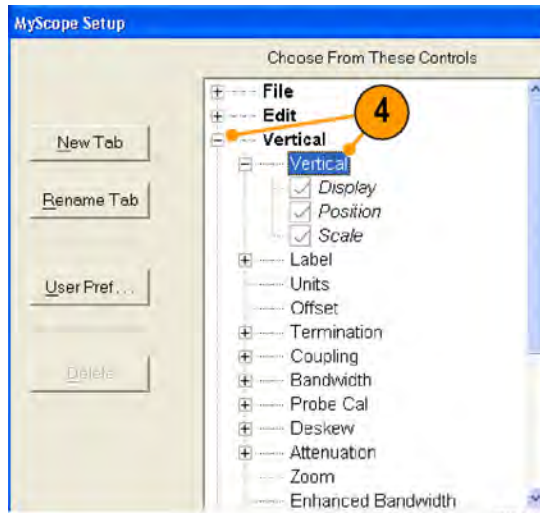 MyScope Setup
Choose From These Controls
File
Edit
4
New Tab
Vertical
Vertical
Display
Rename Tab
Position
Scale
Label
User Pref...
Units
Offset
Termination
Delete
Coupling
Bandwidth
Probe Cal
Deskew
Attenuation
Zoom
Enhanced Bandwidth